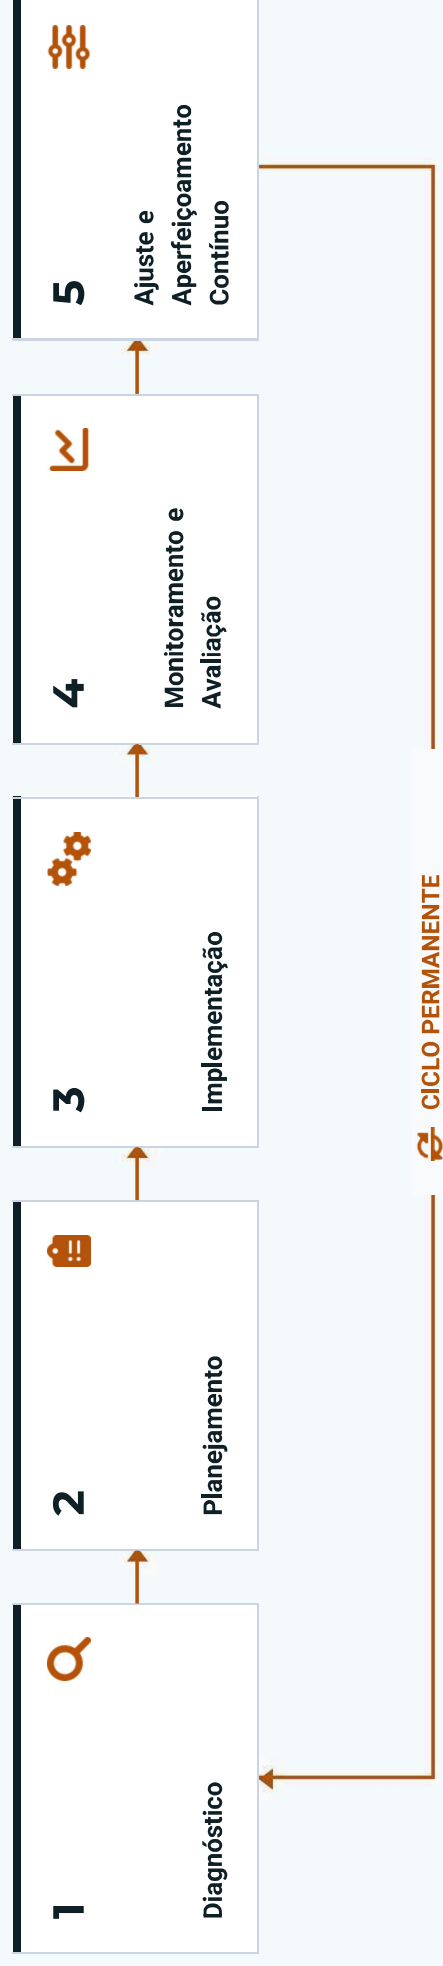 1
Diagnóstico
2
Planejamento
3
Implementação
4
Monitoramento e
Avaliação
5
Ajuste e
Aperfeiçoamento
Contínuo
CICLO PERMANENTE